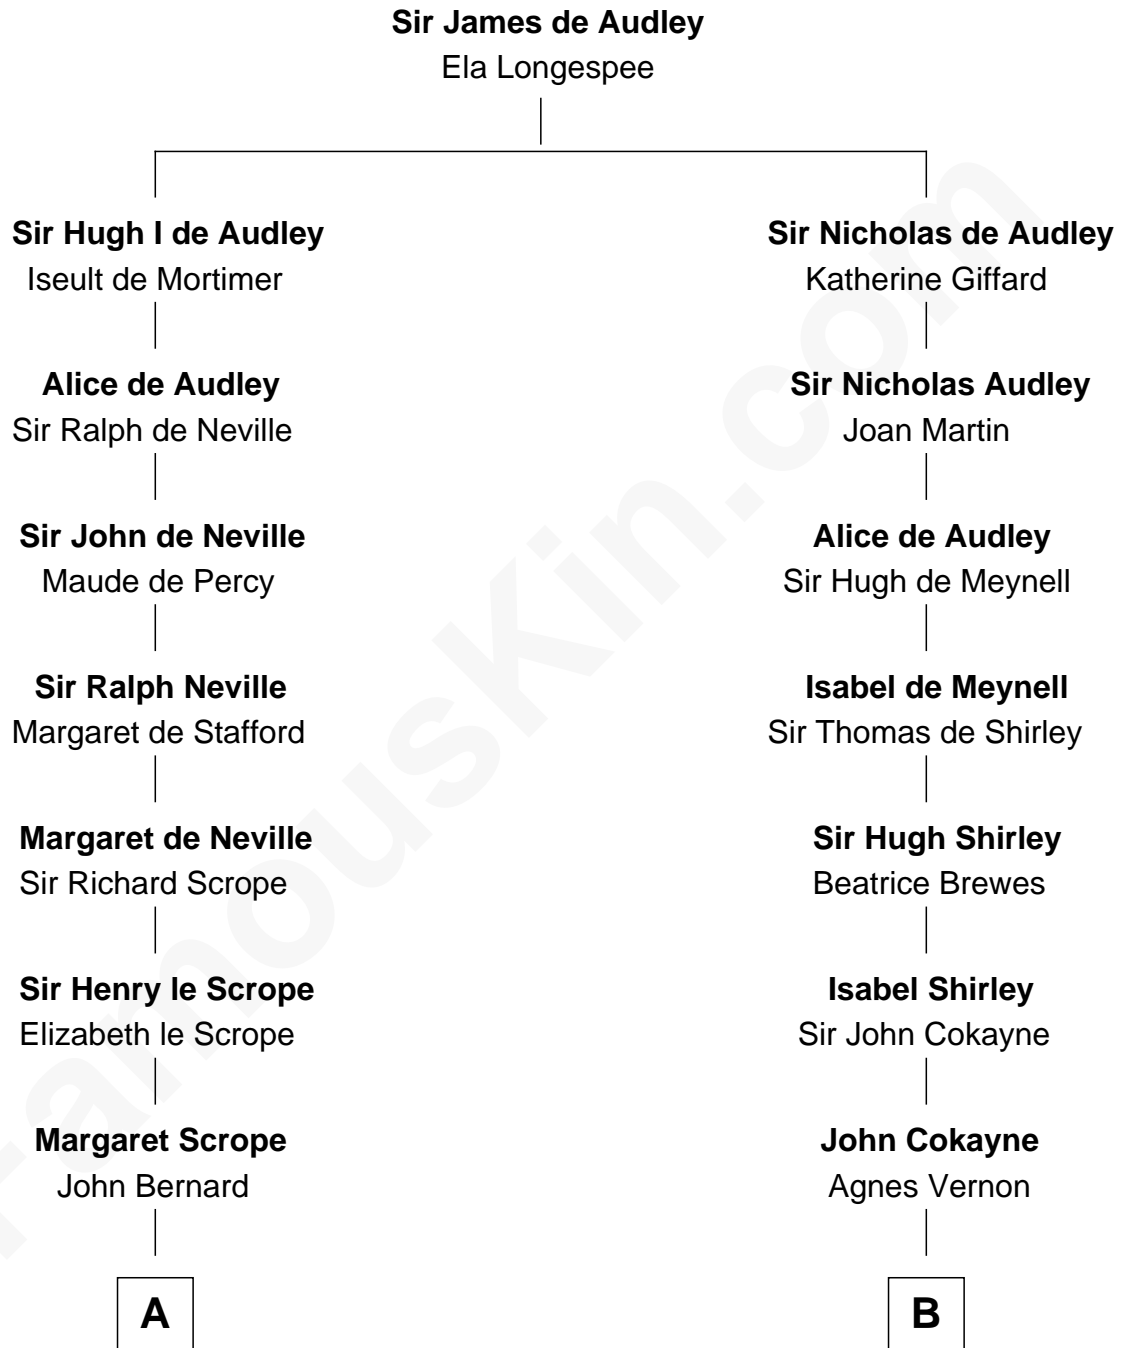 Sir James de Audley
Ela Longespee
Sir Hugh I de Audley
Iseult de Mortimer
Sir Nicholas de Audley
Katherine Giffard
Alice de Audley
Sir Ralph de Neville
Sir Nicholas Audley
Joan Martin
Sir John de Neville
Maude de Percy
Alice de Audley
Sir Hugh de Meynell
Sir Ralph Neville
Margaret de Stafford
Isabel de Meynell
Sir Thomas de Shirley
Margaret de Neville
Sir Richard Scrope
Sir Hugh Shirley
Beatrice Brewes
Sir Henry le Scrope
Elizabeth le Scrope
Isabel Shirley
Sir John Cokayne
Margaret Scrope
John Bernard
John Cokayne
Agnes Vernon
A
B
FamousKin.com